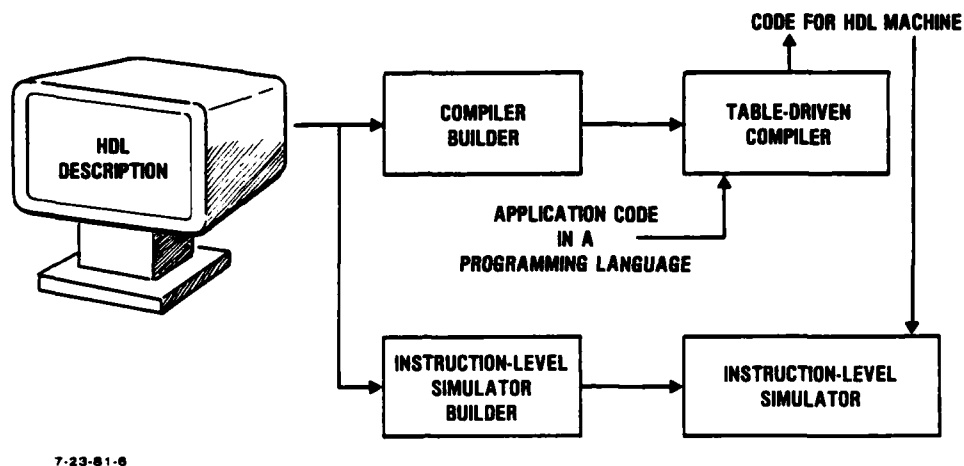 CODE FOR HDL MACHINE
HDL
DESCRIPTION
COMPILER
BUILDER
TABLE-DRIVEN
COMPILER
APPLICATION CODE
IN A
PROGRAMMING LANGUAGE
INSTRUCTION-LEVEL
SIMULATOR
BUILDER
INSTRUCTION-LEVEL
SIMULATOR
7-23-81-6